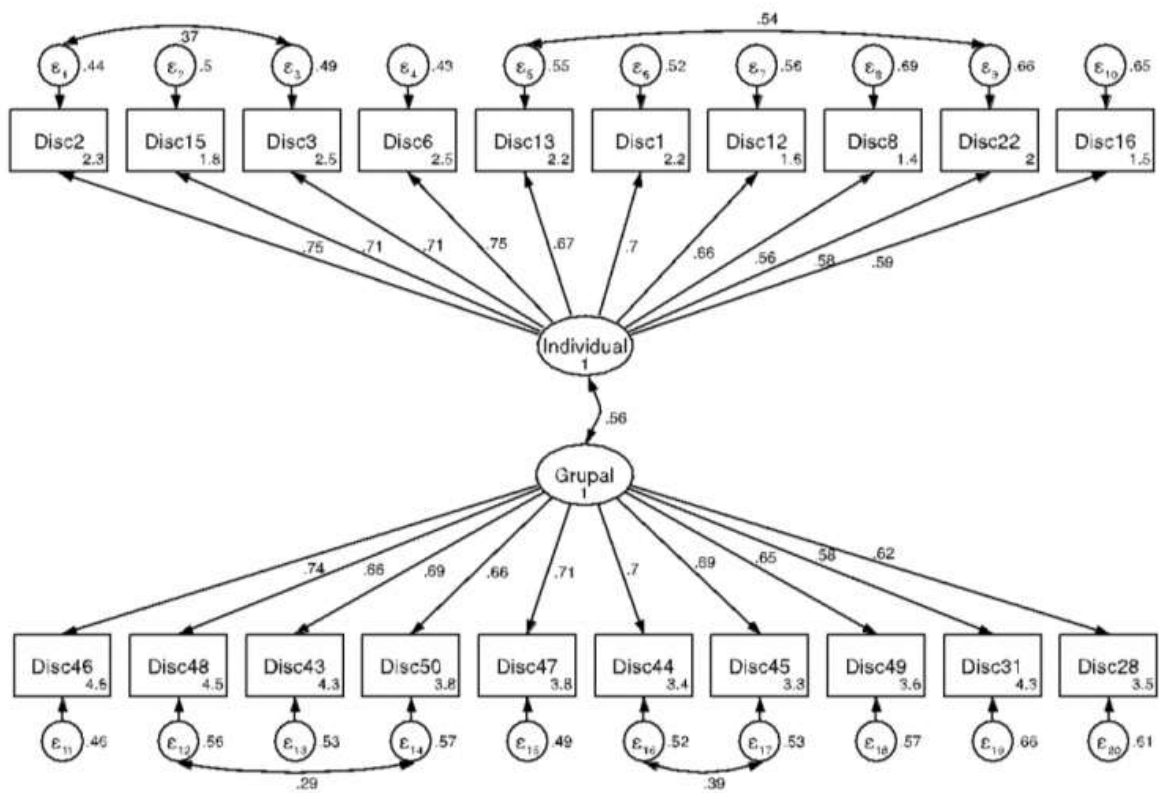 .37 .54
ε1 .44 ε2 .5 ε3 .49 ε4 .43 ε5 .55 ε6 .52 ε7 .56 ε8 .69 ε9 .66 ε10 .65
Disc2 Disc15 Disc3 Disc6 Disc13 Disc1 Disc12 Disc8 Disc22 Disc16
2.3 1.8 2.5 2.5 2.2 2.2 1.6 1.4 2 1.5
.75 .71 .71 .75 .67 .7 .66 .56 .58 .59
Individual
1
.56
Grupal
1
.74 .66 .69 .66 .71 .7 .69 .65 .58 .62
Disc46 Disc48 Disc43 Disc50 Disc47 Disc44 Disc45 Disc49 Disc31 Disc28
4.5 4.3 3.8 3.8 3.4 3.3 3.6 4.3 3.5
ε11 .46 ε12 .56 ε13 .53 ε14 .57 ε15 .49 ε16 .52 ε17 .53 ε18 .57 ε19 .66 ε20 .61
.29 .39